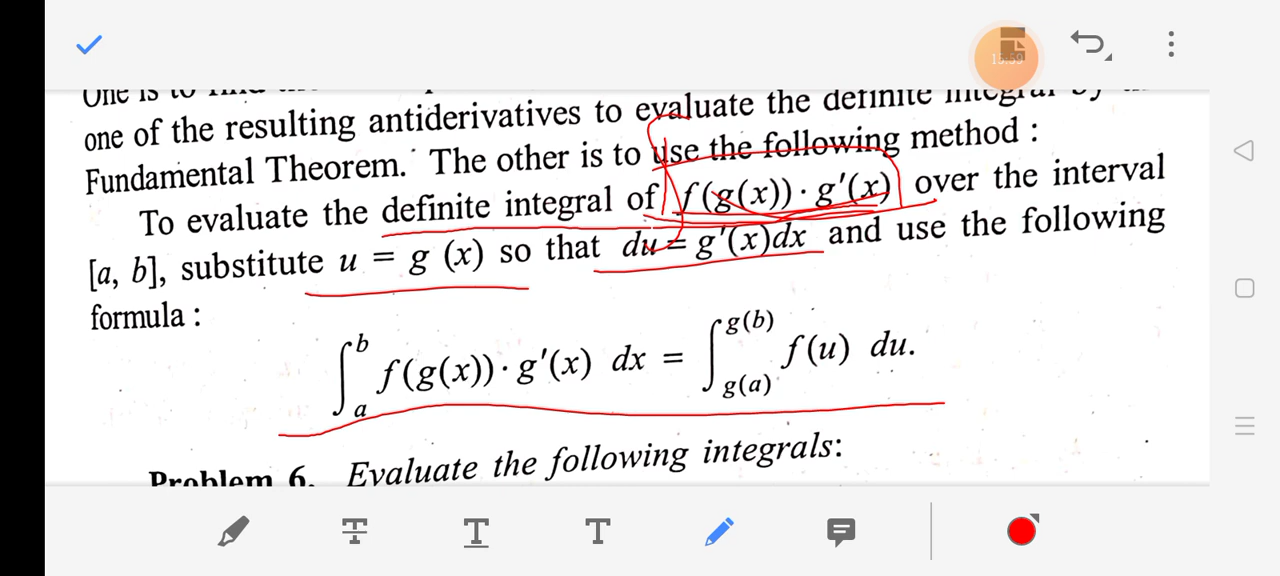 one of the resulting antiderivatives to evaluate the definite integral by
Fundamental Theorem. The other is to use the following method :
To evaluate the definite integral of f(g(x)) · g′(x) over the interval
[a, b], substitute u = g (x) so that du = g′(x)dx and use the following
formula :
∫_a^b f(g(x)) · g′(x) dx = ∫_{g(a)}^{g(b)} f(u) du.
Problem 6. Evaluate the following integrals:
T T T